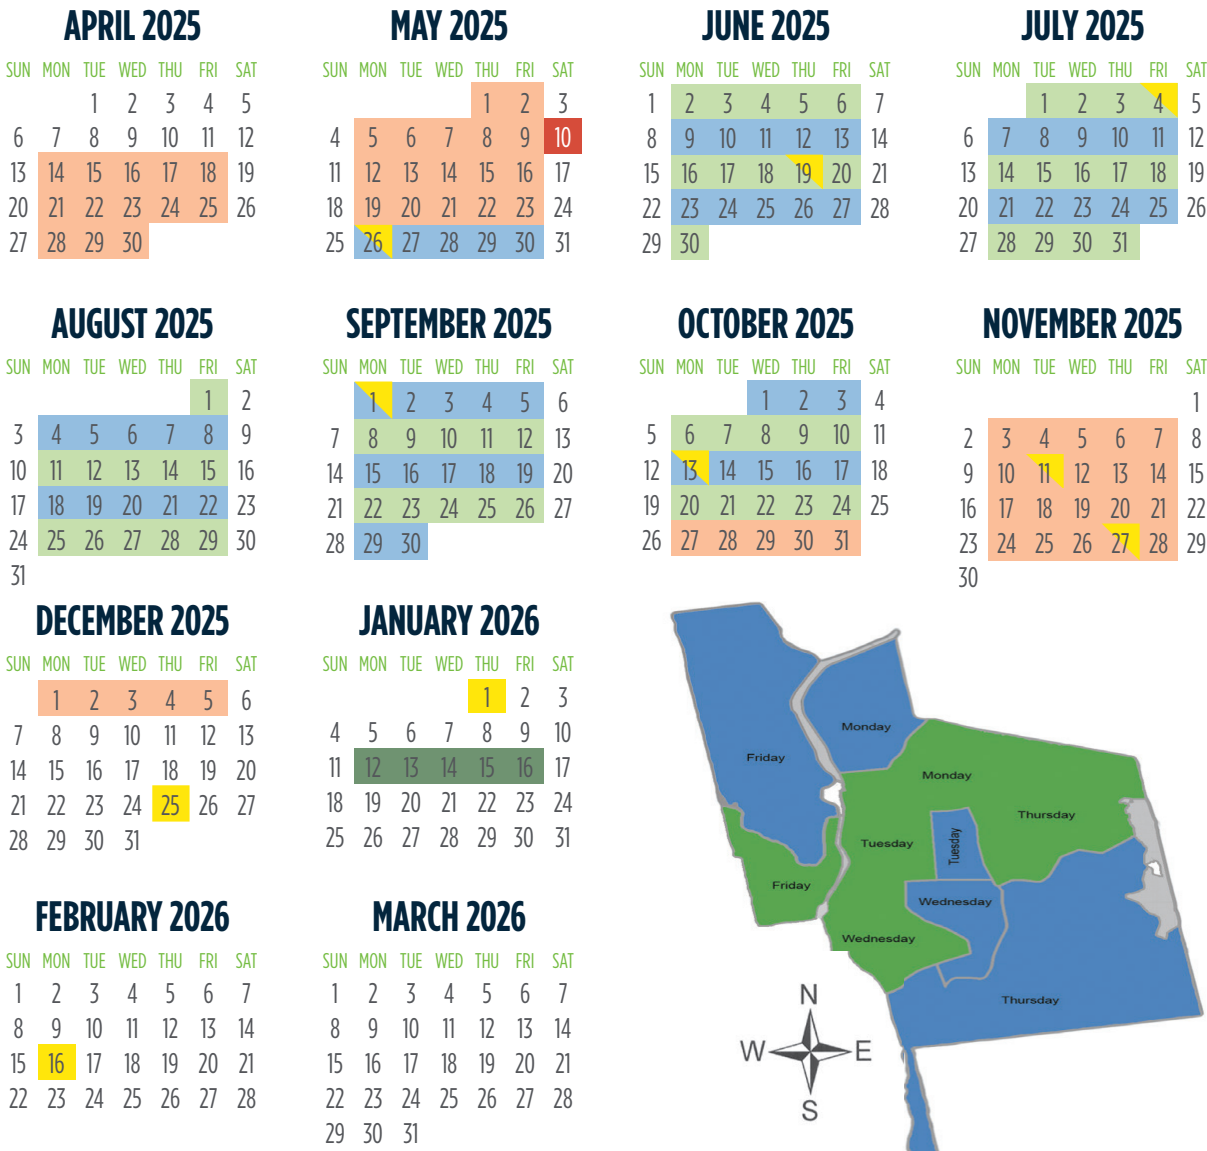 APRIL 2025
SUN MON TUE WED THU FRI SAT
1 2 3 4 5
6 7 8 9 10 11 12
13 14 15 16 17 18 19
20 21 22 23 24 25 26
27 28 29 30
MAY 2025
SUN MON TUE WED THU FRI SAT
1 2 3
4 5 6 7 8 9 10
11 12 13 14 15 16 17
18 19 20 21 22 23 24
25 26 27 28 29 30 31
JUNE 2025
SUN MON TUE WED THU FRI SAT
1 2 3 4 5 6 7
8 9 10 11 12 13 14
15 16 17 18 19 20 21
22 23 24 25 26 27 28
29 30
JULY 2025
SUN MON TUE WED THU FRI SAT
1 2 3 4 5
6 7 8 9 10 11 12
13 14 15 16 17 18 19
20 21 22 23 24 25 26
27 28 29 30 31
AUGUST 2025
SUN MON TUE WED THU FRI SAT
1 2
3 4 5 6 7 8 9
10 11 12 13 14 15 16
17 18 19 20 21 22 23
24 25 26 27 28 29 30
31
SEPTEMBER 2025
SUN MON TUE WED THU FRI SAT
1 2 3 4 5 6
7 8 9 10 11 12 13
14 15 16 17 18 19 20
21 22 23 24 25 26 27
28 29 30
OCTOBER 2025
SUN MON TUE WED THU FRI SAT
1 2 3 4
5 6 7 8 9 10 11
12 13 14 15 16 17 18
19 20 21 22 23 24 25
26 27 28 29 30 31
NOVEMBER 2025
SUN MON TUE WED THU FRI SAT
1
2 3 4 5 6 7 8
9 10 11 12 13 14 15
16 17 18 19 20 21 22
23 24 25 26 27 28 29
30
DECEMBER 2025
SUN MON TUE WED THU FRI SAT
1 2 3 4 5 6
7 8 9 10 11 12 13
14 15 16 17 18 19 20
21 22 23 24 25 26 27
28 29 30 31
JANUARY 2026
SUN MON TUE WED THU FRI SAT
1 2 3
4 5 6 7 8 9 10
11 12 13 14 15 16 17
18 19 20 21 22 23 24
25 26 27 28 29 30 31
FEBRUARY 2026
SUN MON TUE WED THU FRI SAT
1 2 3 4 5 6 7
8 9 10 11 12 13 14
15 16 17 18 19 20 21
22 23 24 25 26 27 28
MARCH 2026
SUN MON TUE WED THU FRI SAT
1 2 3 4 5 6 7
8 9 10 11 12 13 14
15 16 17 18 19 20 21
22 23 24 25 26 27 28
29 30 31
Monday
Friday
Monday
Thursday
Tuesday
Tuesday
Friday
Wednesday
Wednesday
Thursday
N
W E
S